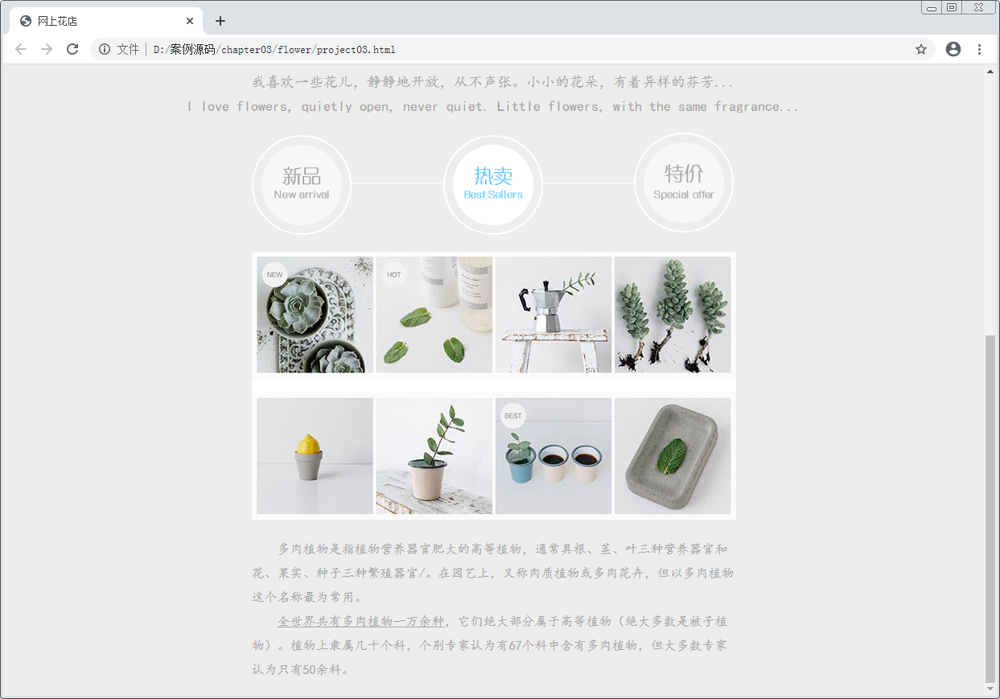 网上花店
文件 D:/案例源码/chapter03/flower/project03.html
我喜欢一些花儿，静静地开放，从不声张。小小的花朵，有着异样的芬芳...
I love flowers, quietly open, never quiet. Little flowers, with the same fragrance...
新品
New arrival
热卖
Best Sellers
特价
Special offer
NEW
HOT
BEST
多肉植物是指植物营养器官肥大的高等植物，通常具根、茎、叶三种营养器官和
花、果实、种子三种繁殖器官/。在园艺上，又称肉质植物或多肉花卉，但以多肉植物
这个名称最为常用。
全世界共有多肉植物一万余种，它们绝大部分属于高等植物（绝大多数是被子植
物）。植物上隶属几十个科，个别专家认为有67个科中含有多肉植物，但大多数专家
认为只有50余科。